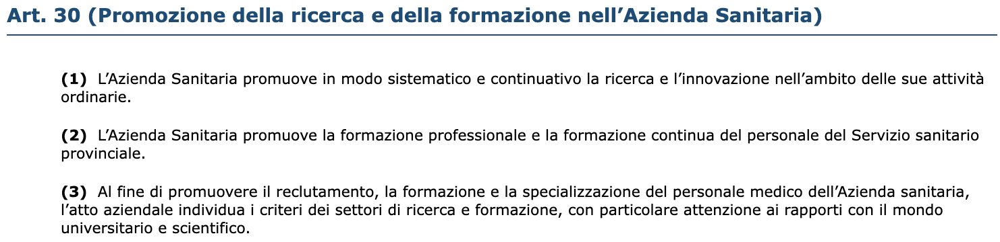 Art. 30 (Promozione della ricerca e della formazione nell’Azienda Sanitaria)
(1)  L’Azienda Sanitaria promuove in modo sistematico e continuativo la ricerca e l’innovazione nell’ambito delle sue attività
ordinarie.
(2)  L’Azienda Sanitaria promuove la formazione professionale e la formazione continua del personale del Servizio sanitario
provinciale.
(3)  Al fine di promuovere il reclutamento, la formazione e la specializzazione del personale medico dell’Azienda sanitaria,
l’atto aziendale individua i criteri dei settori di ricerca e formazione, con particolare attenzione ai rapporti con il mondo
universitario e scientifico.